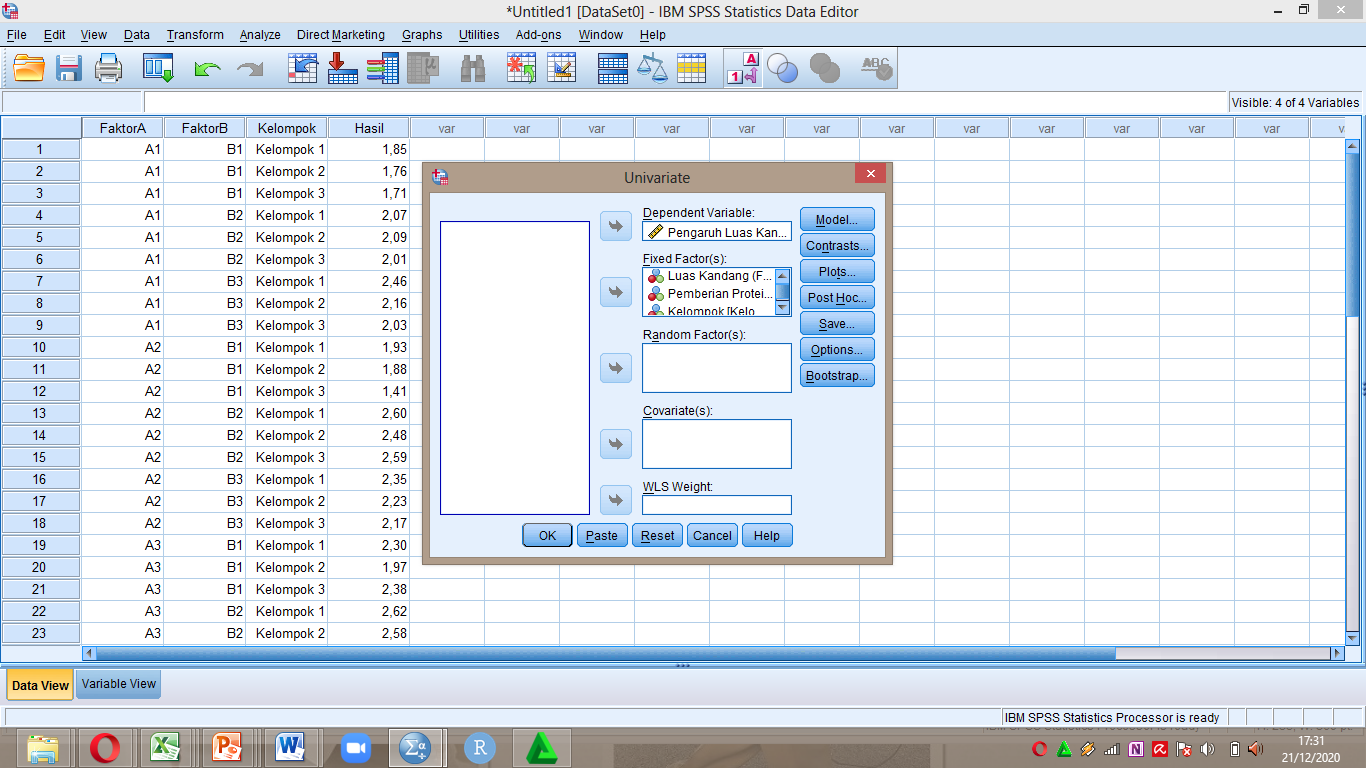 *Untitled1 [DataSet0] - IBM SPSS Statistics Data Editor
File Edit View Data Transform Analyze Direct Marketing Graphs Utilities Add-ons Window Help
Visible: 4 of 4 Variables
FaktorA FaktorB Kelompok Hasil var var var var var var var var var var var var
1 A1 B1 Kelompok 1 1,85
2 A1 B1 Kelompok 2 1,76
3 A1 B1 Kelompok 3 1,71
4 A1 B2 Kelompok 1 2,07
5 A1 B2 Kelompok 2 2,09
6 A1 B2 Kelompok 3 2,01
7 A1 B3 Kelompok 1 2,46
8 A1 B3 Kelompok 2 2,16
9 A1 B3 Kelompok 3 2,03
10 A2 B1 Kelompok 1 1,93
11 A2 B1 Kelompok 2 1,88
12 A2 B1 Kelompok 3 1,41
13 A2 B2 Kelompok 1 2,60
14 A2 B2 Kelompok 2 2,48
15 A2 B2 Kelompok 3 2,59
16 A2 B3 Kelompok 1 2,35
17 A2 B3 Kelompok 2 2,23
18 A2 B3 Kelompok 3 2,17
19 A3 B1 Kelompok 1 2,30
20 A3 B1 Kelompok 2 1,97
21 A3 B1 Kelompok 3 2,38
22 A3 B2 Kelompok 1 2,62
23 A3 B2 Kelompok 2 2,58
Univariate
Dependent Variable:
Pengaruh Luas Kan...
Fixed Factor(s):
Luas Kandang (F...
Pemberian Protei...
Kelompok [Kelo
Random Factor(s):
Covariate(s):
WLS Weight:
Model...
Contrasts...
Plots...
Post Hoc...
Save...
Options...
Bootstrap...
OK Paste Reset Cancel Help
Data View Variable View
IBM SPSS Statistics Processor is ready
17:31
21/12/2020